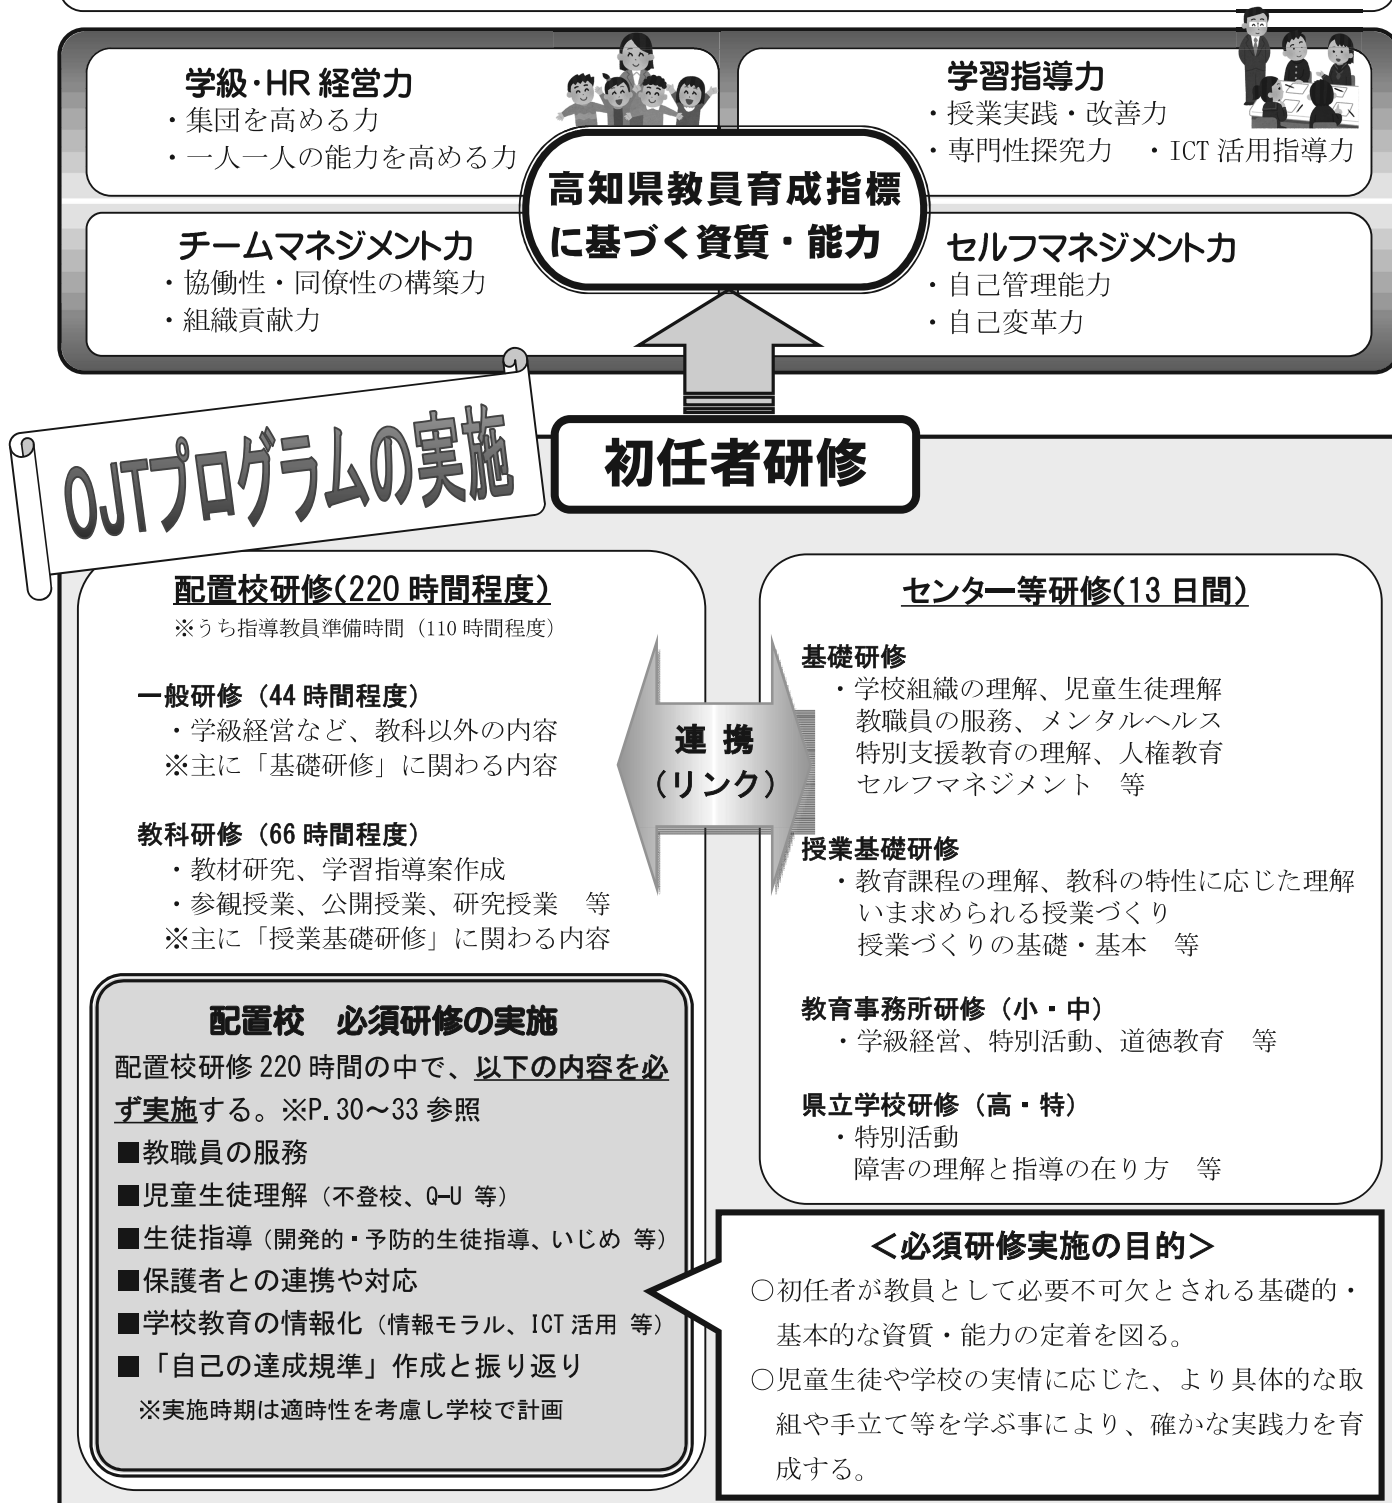 学級・HR 経営力
・集団を高める力
・一人一人の能力を高める力
学習指導力
・授業実践・改善力
・専門性探究力　・ICT 活用指導力
高知県教員育成指標
に基づく資質・能力
チームマネジメント力
・協働性・同僚性の構築力
・組織貢献力
セルフマネジメント力
・自己管理能力
・自己変革力
OJTプログラムの実施
初任者研修
配置校研修(220 時間程度)
※うち指導教員準備時間（110 時間程度）
一般研修（44 時間程度）
・学級経営など、教科以外の内容
※主に「基礎研修」に関わる内容
教科研修（66 時間程度）
・教材研究、学習指導案作成
・参観授業、公開授業、研究授業　等
※主に「授業基礎研修」に関わる内容
連 携
（リンク）
センター等研修(13 日間)
基礎研修
・学校組織の理解、児童生徒理解
教職員の服務、メンタルヘルス
特別支援教育の理解、人権教育
セルフマネジメント　等
授業基礎研修
・教育課程の理解、教科の特性に応じた理解
いま求められる授業づくり
授業づくりの基礎・基本　等
教育事務所研修（小・中）
・学級経営、特別活動、道徳教育　等
県立学校研修（高・特）
・特別活動
障害の理解と指導の在り方　等
配置校　必須研修の実施
配置校研修 220 時間の中で、以下の内容を必
ず実施する。※P.30～33 参照
■教職員の服務
■児童生徒理解（不登校、Q-U 等）
■生徒指導（開発的・予防的生徒指導、いじめ 等）
■保護者との連携や対応
■学校教育の情報化（情報モラル、ICT 活用 等）
■「自己の達成規準」作成と振り返り
※実施時期は適時性を考慮し学校で計画
＜必須研修実施の目的＞
○初任者が教員として必要不可欠とされる基礎的・
基本的な資質・能力の定着を図る。
○児童生徒や学校の実情に応じた、より具体的な取
組や手立て等を学ぶ事により、確かな実践力を育
成する。